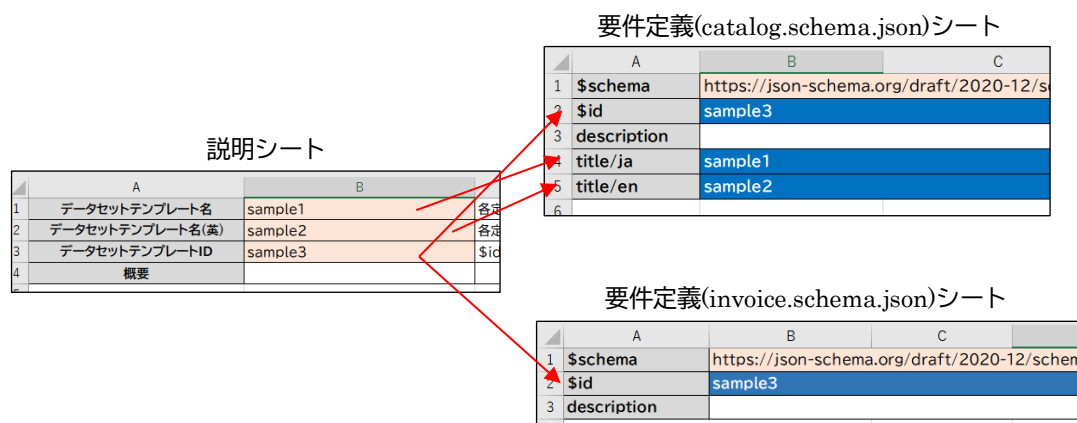 要件定義(catalog.schema.json)シート
A B C
1 $schema https://json-schema.org/draft/2020-12/s
2 $id sample3
3 description
4 title/ja sample1
5 title/en sample2
6
説明シート
A B
1 データセットテンプレート名 sample1 各定
2 データセットテンプレート名(英) sample2 各定
3 データセットテンプレートID sample3 $id
4 概要
要件定義(invoice.schema.json)シート
A B C
1 $schema https://json-schema.org/draft/2020-12/schem
2 $id sample3
3 description